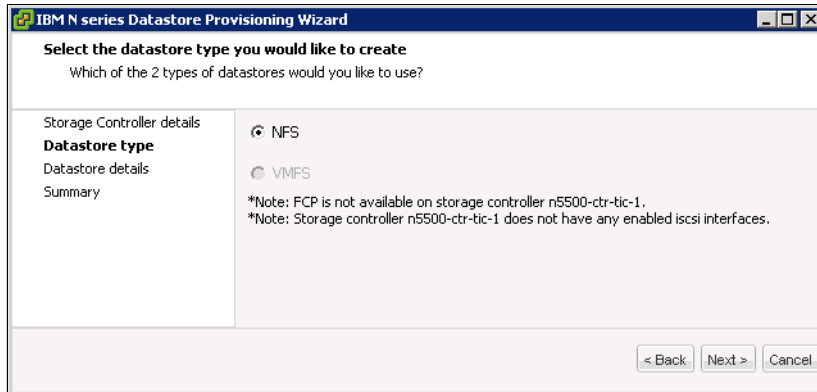 IBM N series Datastore Provisioning Wizard
Select the datastore type you would like to create
Which of the 2 types of datastores would you like to use?
Storage Controller details
Datastore type
Datastore details
Summary
NFS
VMFS
*Note: FCP is not available on storage controller n5500-ctr-tic-1.
*Note: Storage controller n5500-ctr-tic-1 does not have any enabled iscsi interfaces.
< Back
Next >
Cancel